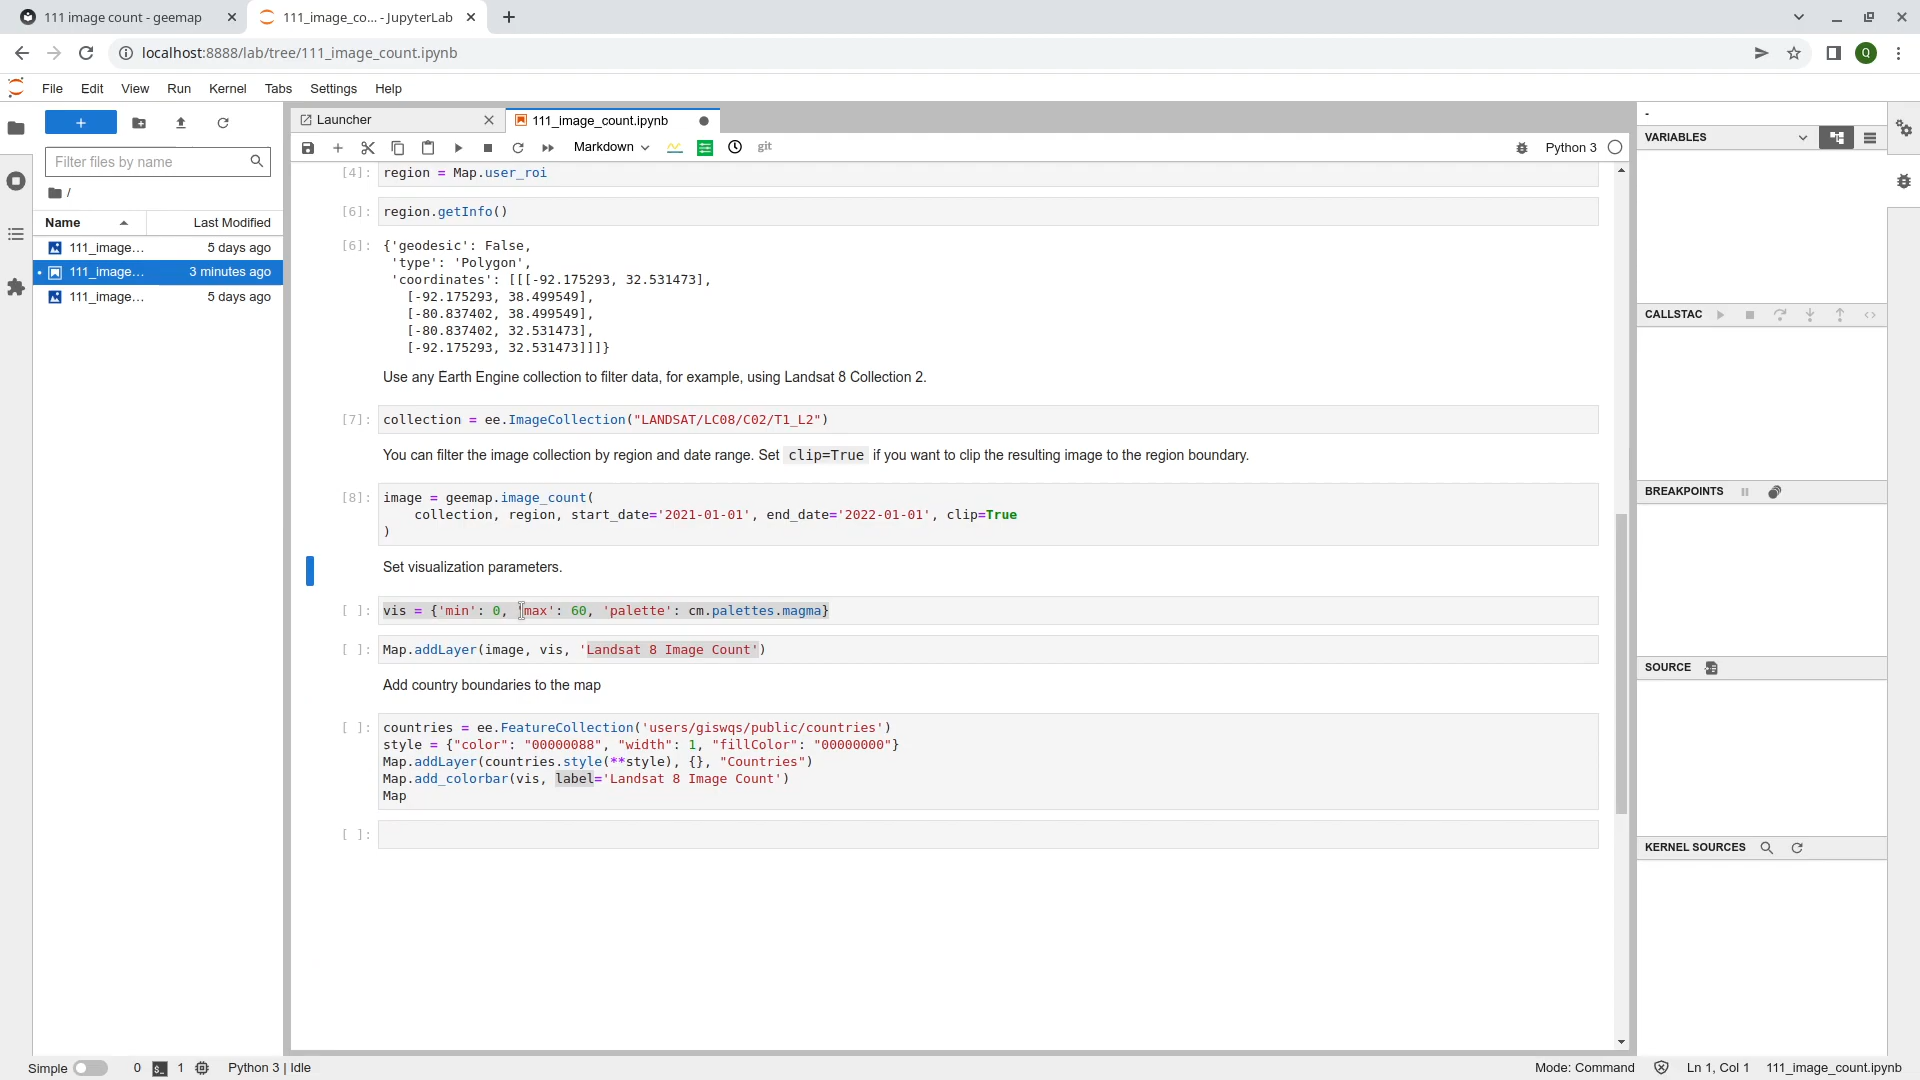 111 image count - geemap
111_image_co... - JupyterLab
localhost:8888/lab/tree/111_image_count.ipynb
Q
File Edit View Run Kernel Tabs Settings Help
Launcher
111_image_count.ipynb
Markdown
git
Python 3
Filter files by name
/
Name
Last Modified
111_image...
5 days ago
111_image...
3 minutes ago
111_image...
5 days ago
[4]: region = Map.user_roi
[6]: region.getInfo()
[6]: {'geodesic': False,
'type': 'Polygon',
'coordinates': [[[-92.175293, 32.531473],
[-92.175293, 38.499549],
[-80.837402, 38.499549],
[-80.837402, 32.531473],
[-92.175293, 32.531473]]]}
Use any Earth Engine collection to filter data, for example, using Landsat 8 Collection 2.
[7]: collection = ee.ImageCollection("LANDSAT/LC08/C02/T1_L2")
You can filter the image collection by region and date range. Set clip=True if you want to clip the resulting image to the region boundary.
[8]: image = geemap.image_count(
collection, region, start_date='2021-01-01', end_date='2022-01-01', clip=True
)
Set visualization parameters.
[ ]: vis = {'min': 0, 'max': 60, 'palette': cm.palettes.magma}
[ ]: Map.addLayer(image, vis, 'Landsat 8 Image Count')
Add country boundaries to the map
[ ]: countries = ee.FeatureCollection('users/giswqs/public/countries')
style = {"color": "00000088", "width": 1, "fillColor": "00000000"}
Map.addLayer(countries.style(**style), {}, "Countries")
Map.add_colorbar(vis, label='Landsat 8 Image Count')
Map
[ ]:
-
VARIABLES
CALLSTAC
BREAKPOINTS
SOURCE
KERNEL SOURCES
Simple
0
1
Python 3 | Idle
Mode: Command
Ln 1, Col 1
111_image_count.ipynb